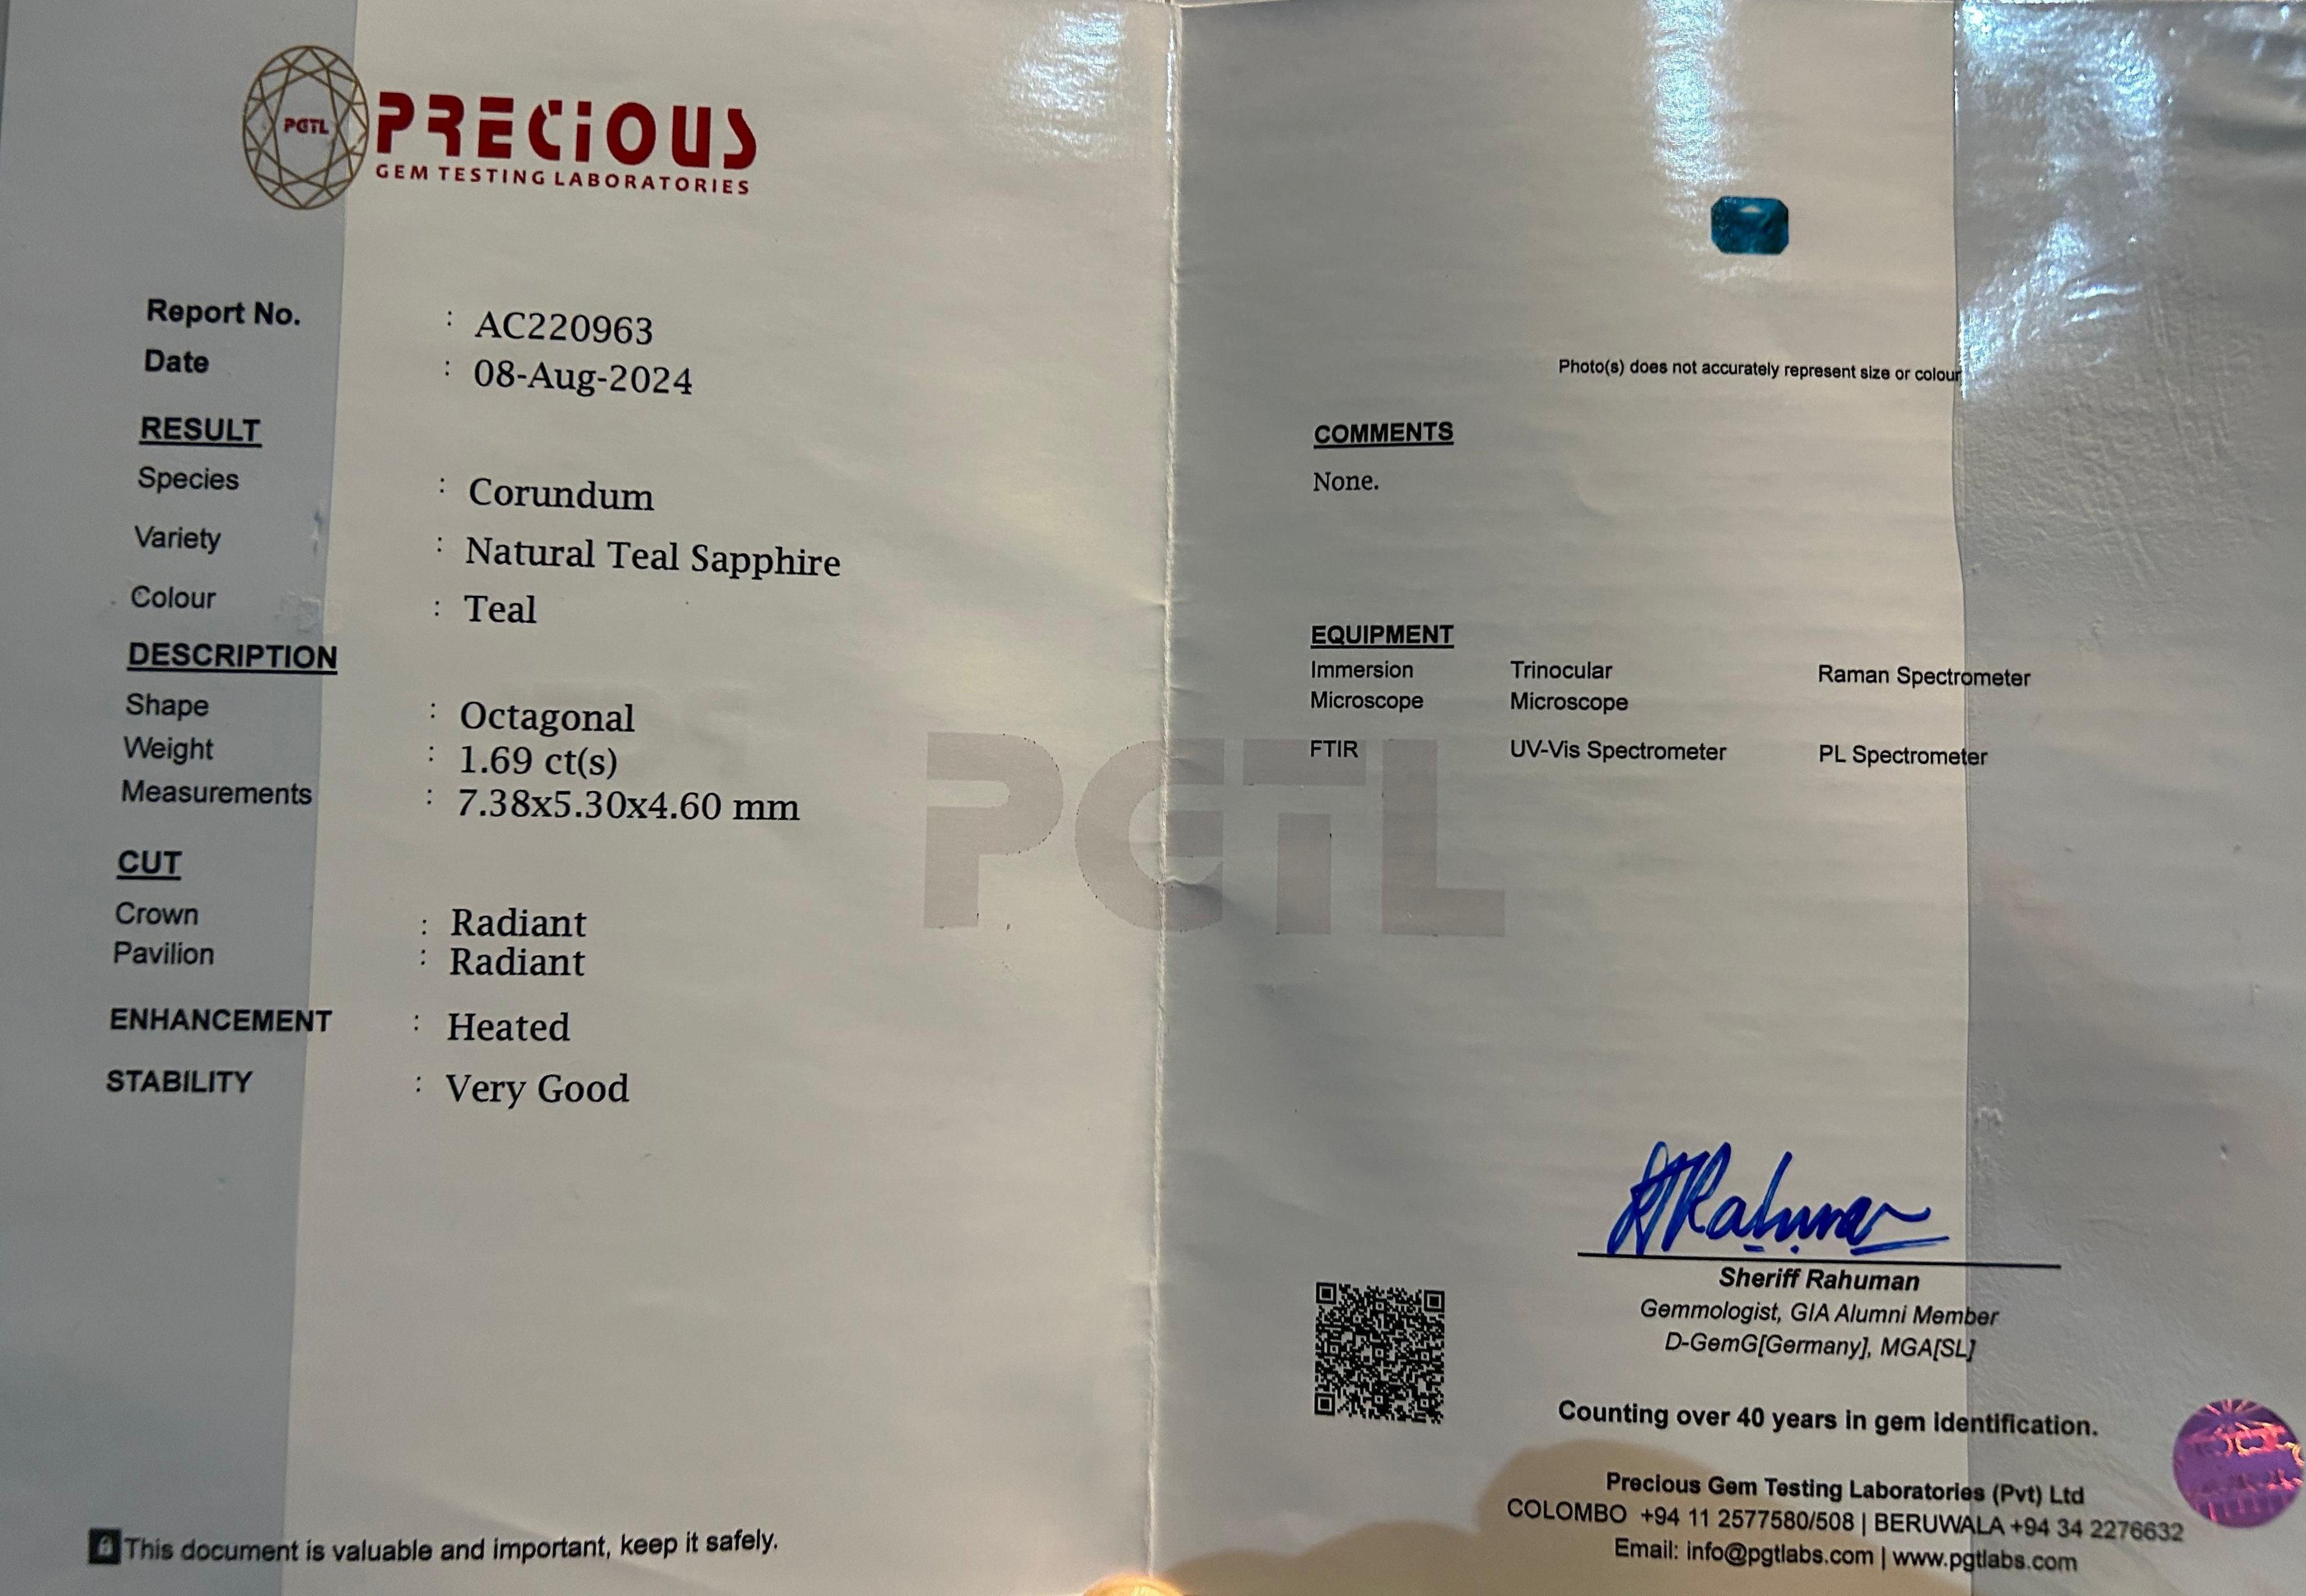 PGTL
PRECIOUS
GEM TESTING LABORATORIES
Report No. : AC220963
Date : 08-Aug-2024
RESULT
Species : Corundum
Variety : Natural Teal Sapphire
Colour : Teal
DESCRIPTION
Shape : Octagonal
Weight : 1.69 ct(s)
Measurements : 7.38x5.30x4.60 mm
CUT
Crown : Radiant
Pavilion : Radiant
ENHANCEMENT : Heated
STABILITY : Very Good
This document is valuable and important, keep it safely.
PGTL
Photo(s) does not accurately represent size or colour
COMMENTS
None.
EQUIPMENT
Immersion Microscope
Trinocular Microscope
Raman Spectrometer
FTIR
UV-Vis Spectrometer
PL Spectrometer
Rahuman
Sheriff Rahuman
Gemmologist, GIA Alumni Member
D-GemG[Germany], MGA[SL]
Counting over 40 years in gem identification.
Precious Gem Testing Laboratories (Pvt) Ltd
COLOMBO +94 11 2577580/508 | BERUWALA +94 34 2276632
Email: info@pgtlabs.com | www.pgtlabs.com